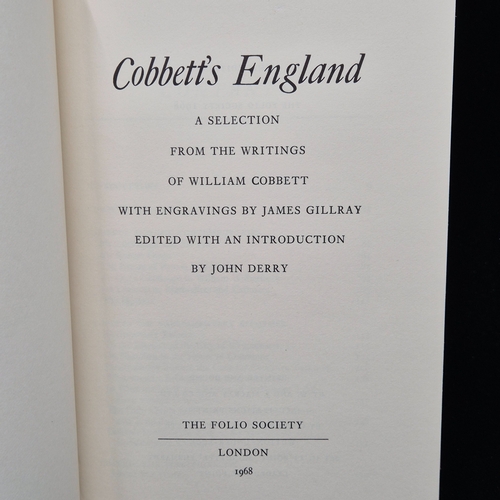 Cobbett's England
A SELECTION
FROM THE WRITINGS
OF WILLIAM COBBETT
WITH ENGRAVINGS BY JAMES GILLRAY
EDITED WITH AN INTRODUCTION
BY JOHN DERRY
THE FOLIO SOCIETY
LONDON
1968